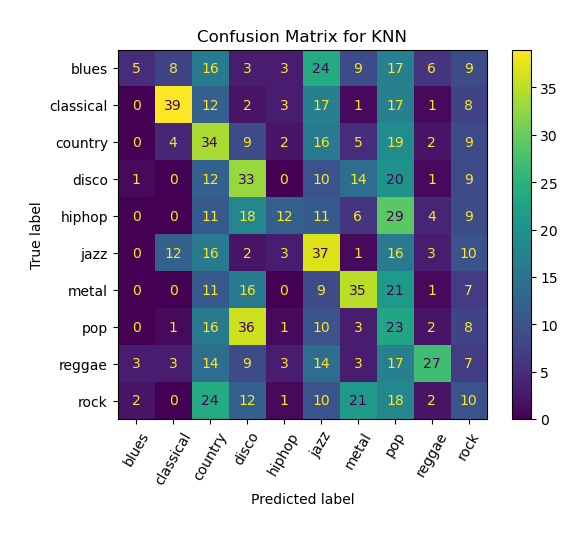 Confusion Matrix for KNN
True label
blues 5 8 16 3 3 24 9 17 6 9
classical 0 39 12 2 3 17 1 17 1 8
country 0 4 34 9 2 16 5 19 2 9
disco 1 0 12 33 0 10 14 20 1 9
hiphop 0 0 11 18 12 11 6 29 4 9
jazz 0 12 16 2 3 37 1 16 3 10
metal 0 0 11 16 0 9 35 21 1 7
pop 0 1 16 36 1 10 3 23 2 8
reggae 3 3 14 9 3 14 3 17 27 7
rock 2 0 24 12 1 10 21 18 2 10
blues classical country disco hiphop jazz metal pop reggae rock
Predicted label
35
30
25
20
15
10
5
0